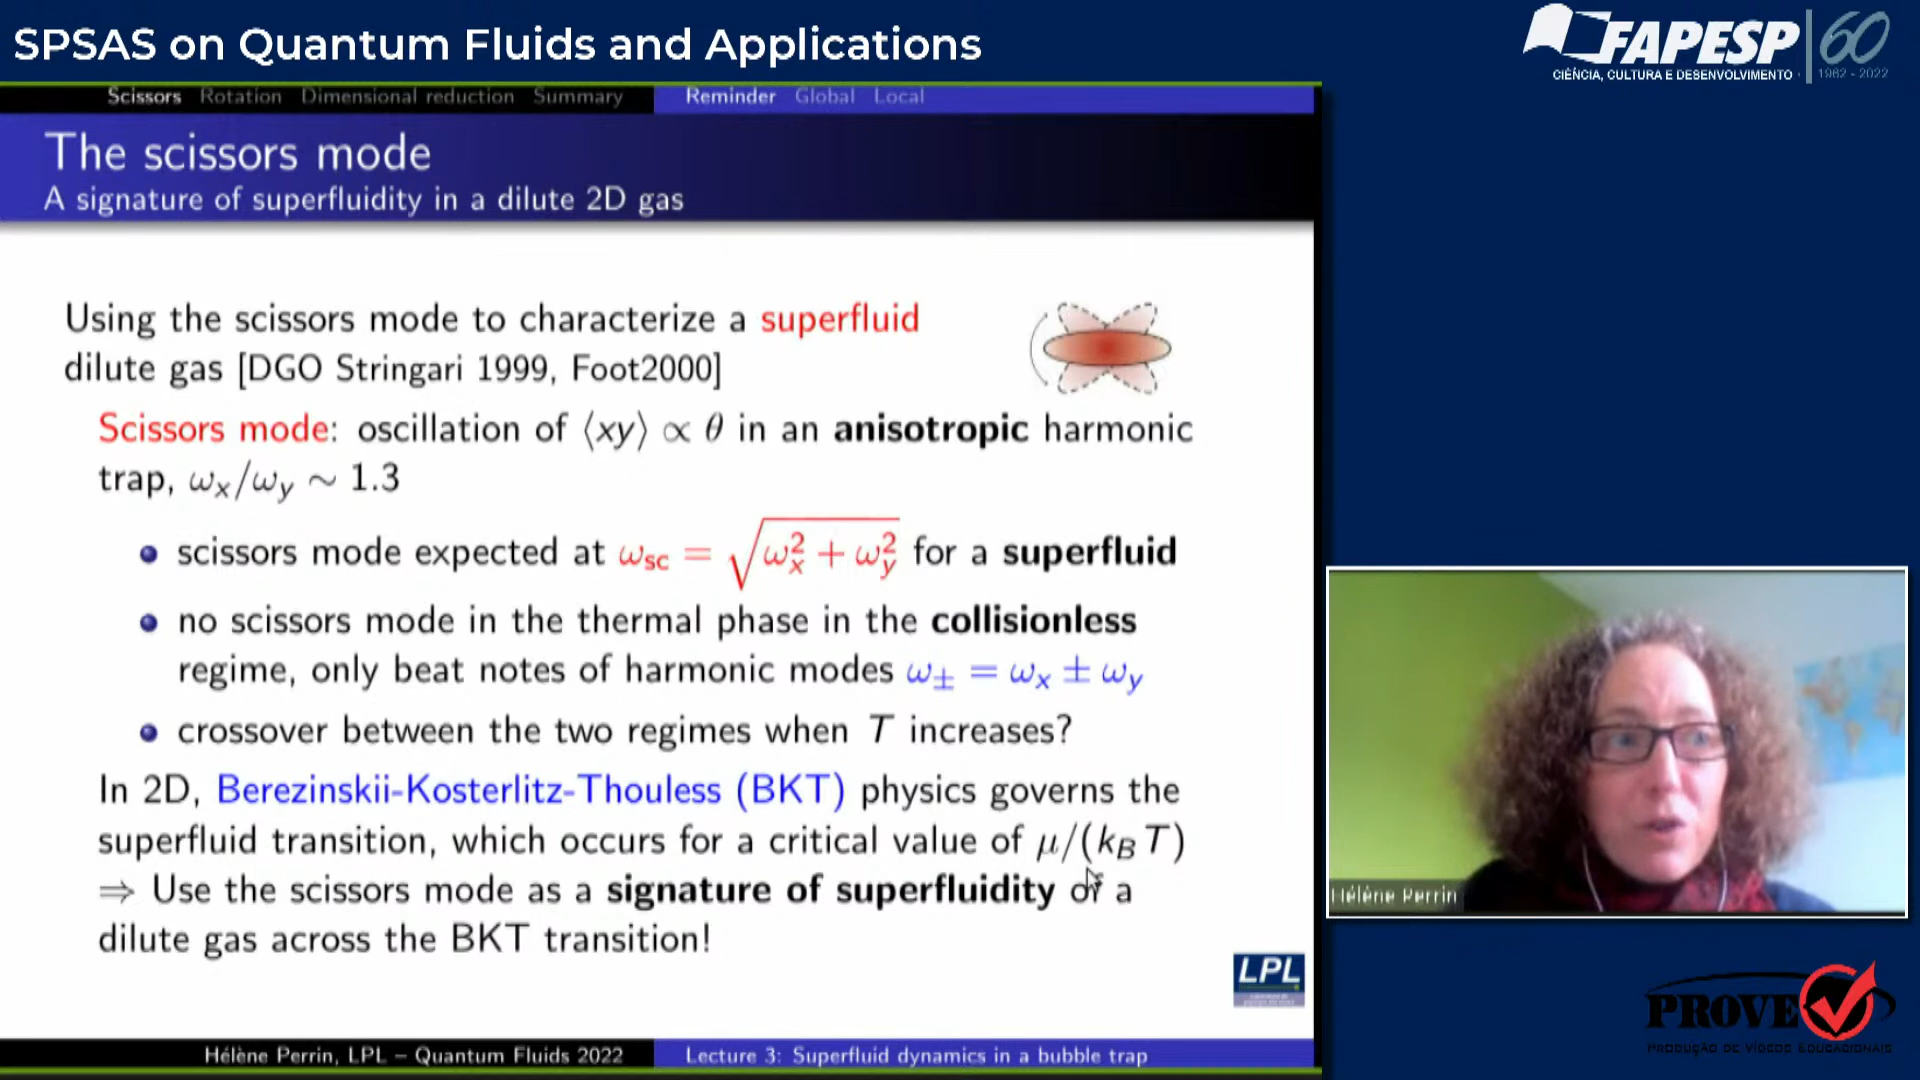 SPSAS on Quantum Fluids and Applications
FAPESP 60
CIÊNCIA, CULTURA E DESENVOLVIMENTO 1962 - 2022
Scissors Rotation Dimensional reduction Summary Reminder Global Local
The scissors mode
A signature of superfluidity in a dilute 2D gas
Using the scissors mode to characterize a superfluid
dilute gas [DGO Stringari 1999, Foot2000]
Scissors mode: oscillation of ⟨xy⟩ ∝ θ in an anisotropic harmonic
trap, ωx/ωy ~ 1.3
scissors mode expected at ωsc = √(ωx² + ωy²) for a superfluid
no scissors mode in the thermal phase in the collisionless
regime, only beat notes of harmonic modes ω± = ωx ± ωy
crossover between the two regimes when T increases?
In 2D, Berezinskii-Kosterlitz-Thouless (BKT) physics governs the
superfluid transition, which occurs for a critical value of μ/(kBT)
⇒ Use the scissors mode as a signature of superfluidity of a
dilute gas across the BKT transition!
LPL
Hélène Perrin, LPL – Quantum Fluids 2022 Lecture 3: Superfluid dynamics in a bubble trap
Hélène Perrin
PROVE
PRODUÇÃO DE VÍDEOS EDUCACIONAIS